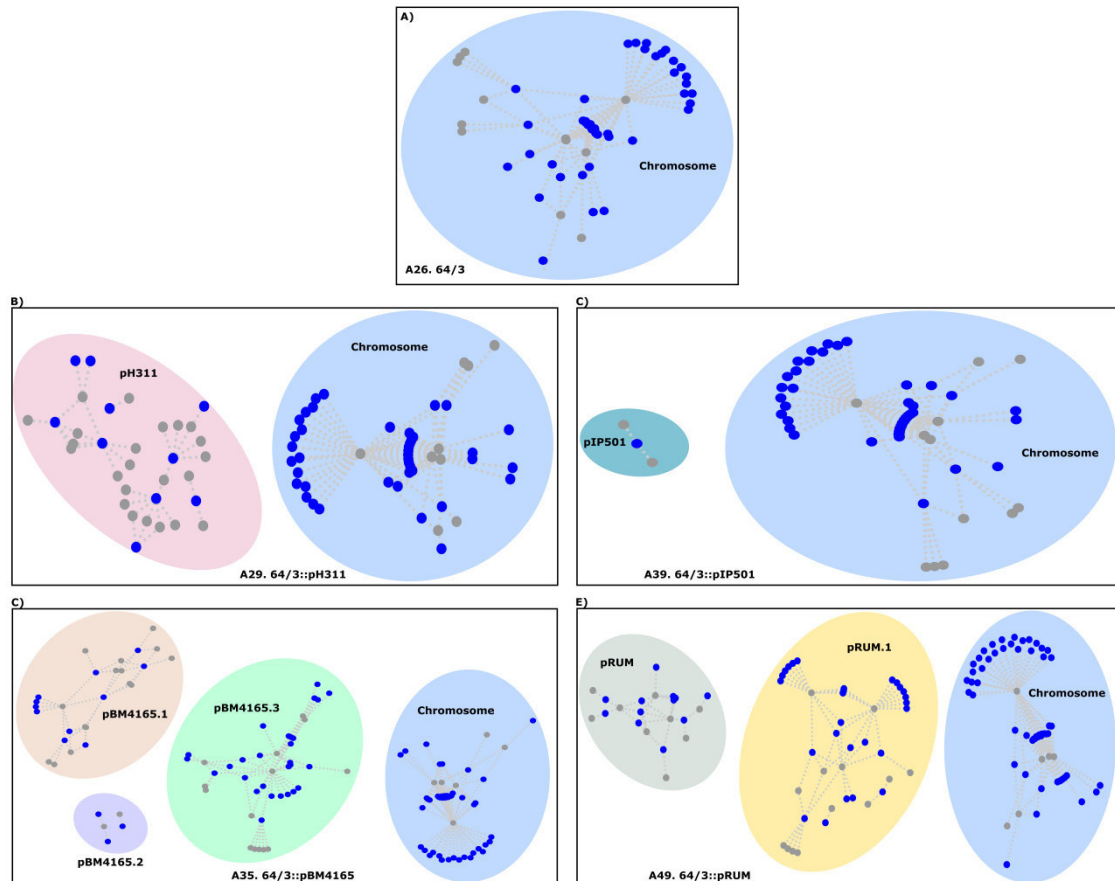 A)
Chromosome
A26. 64/3
B)
pH311
Chromosome
A29. 64/3::pH311
C)
pIP501
Chromosome
A39. 64/3::pIP501
C)
pBM4165.1
pBM4165.2
pBM4165.3
Chromosome
A35. 64/3::pBM4165
E)
pRUM
pRUM.1
Chromosome
A49. 64/3::pRUM